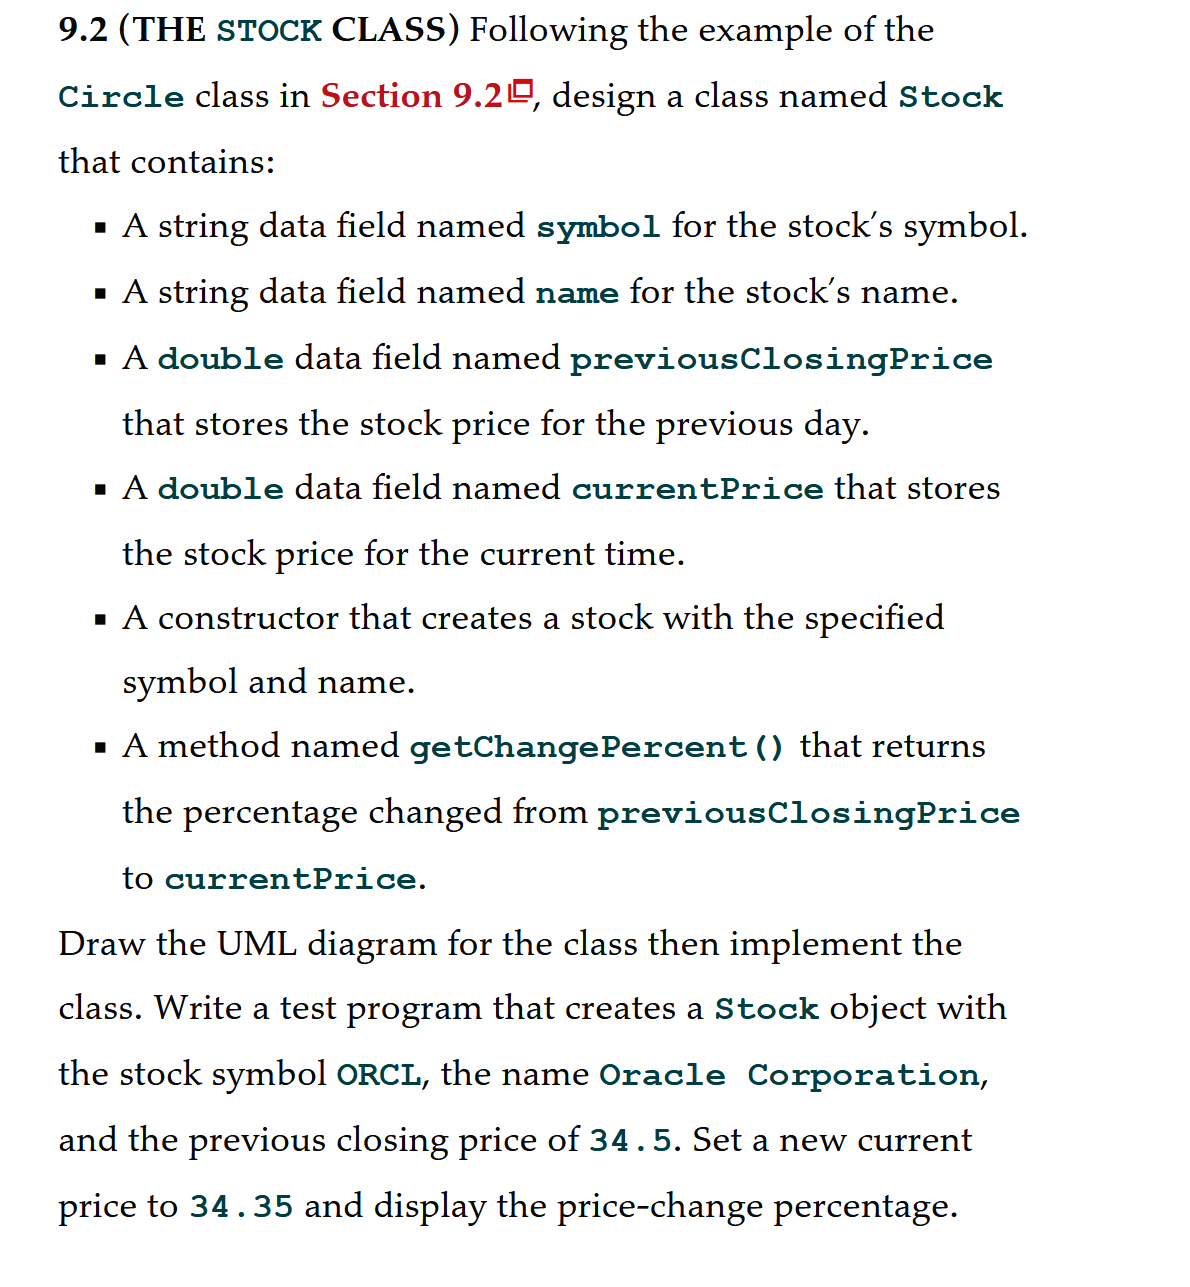 9.2 (THE STOCK CLASS) Following the example of the
Circle class in Section 9.2, design a class named Stock
that contains:
▪ A string data field named symbol for the stock’s symbol.
▪ A string data field named name for the stock’s name.
▪ A double data field named previousClosingPrice
that stores the stock price for the previous day.
▪ A double data field named currentPrice that stores
the stock price for the current time.
▪ A constructor that creates a stock with the specified
symbol and name.
▪ A method named getChangePercent() that returns
the percentage changed from previousClosingPrice
to currentPrice.
Draw the UML diagram for the class then implement the
class. Write a test program that creates a Stock object with
the stock symbol ORCL, the name Oracle Corporation,
and the previous closing price of 34.5. Set a new current
price to 34.35 and display the price-change percentage.